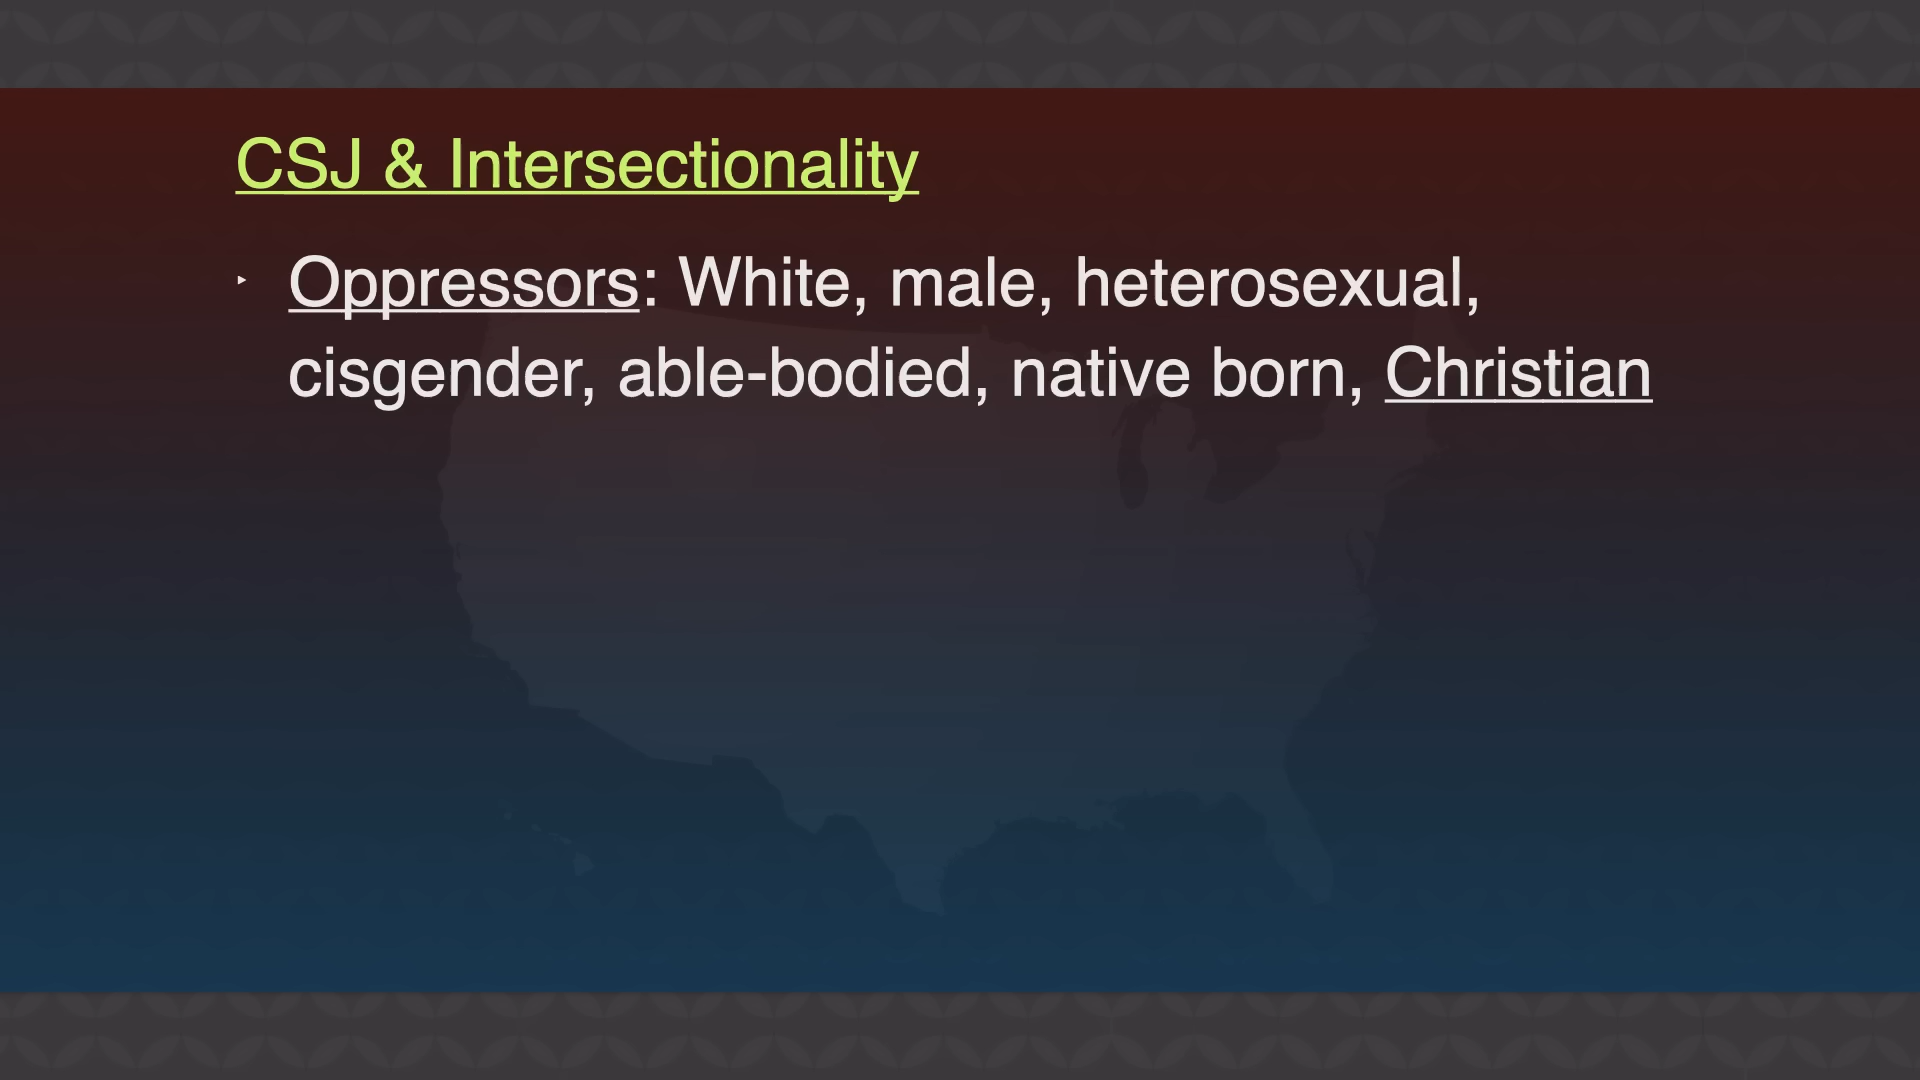 CSJ & Intersectionality
‣ Oppressors: White, male, heterosexual,
cisgender, able-bodied, native born, Christian